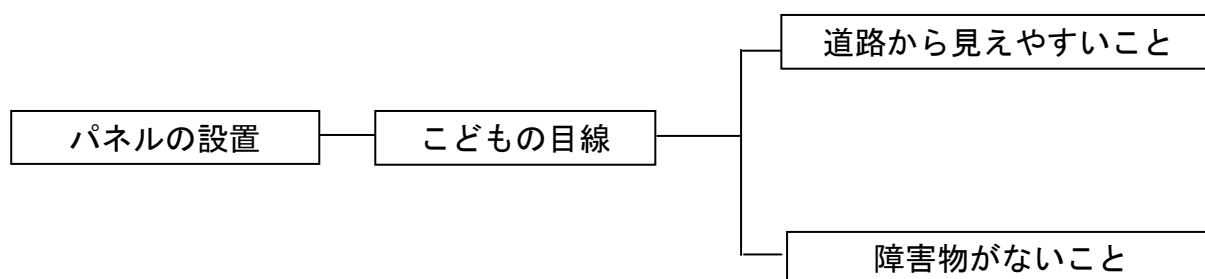 道路から見えやすいこと
パネルの設置
こどもの目線
障害物がないこと